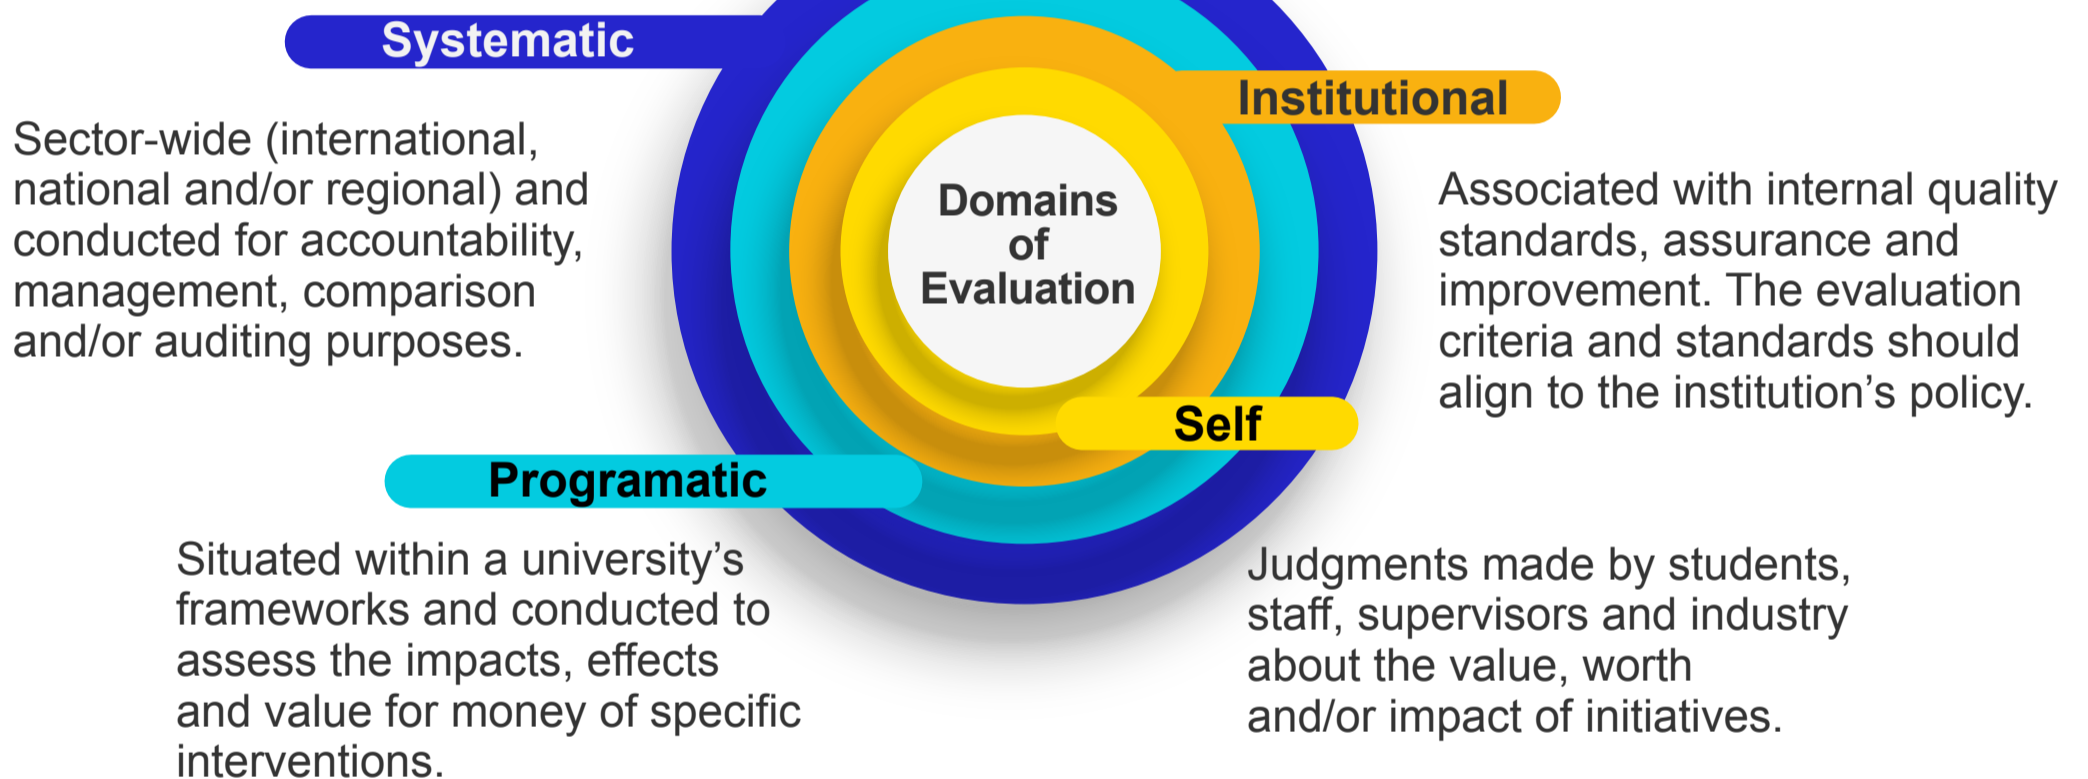 Systematic
Sector-wide (international,
national and/or regional) and
conducted for accountability,
management, comparison
and/or auditing purposes.
Institutional
Associated with internal quality
standards, assurance and
improvement. The evaluation
criteria and standards should
align to the institution’s policy.
Domains
of
Evaluation
Self
Judgments made by students,
staff, supervisors and industry
about the value, worth
and/or impact of initiatives.
Programatic
Situated within a university’s
frameworks and conducted to
assess the impacts, effects
and value for money of specific
interventions.